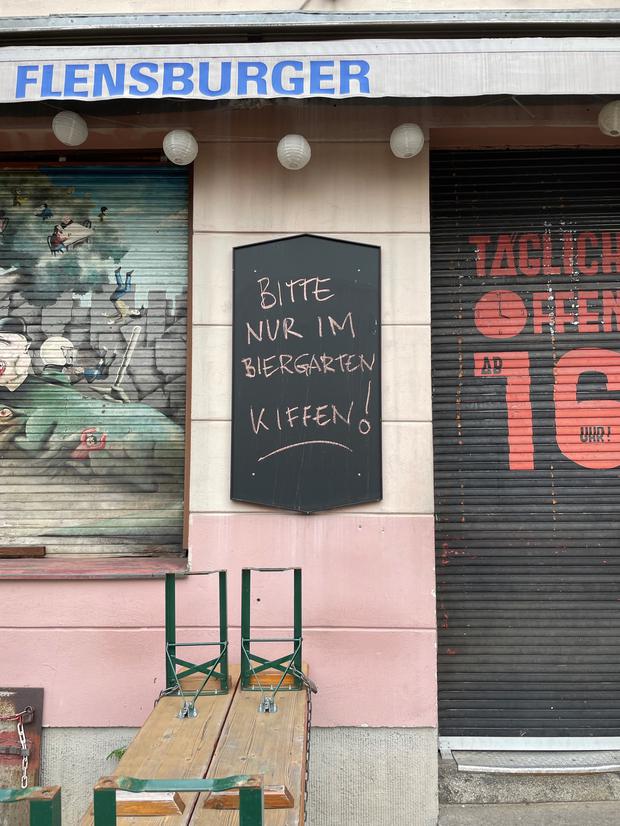 FLENSBURGER
BITTE
NUR IM
BIERGARTEN
KIFFEN!
TÄGLICH
OFFEN
AB
16
UHR!